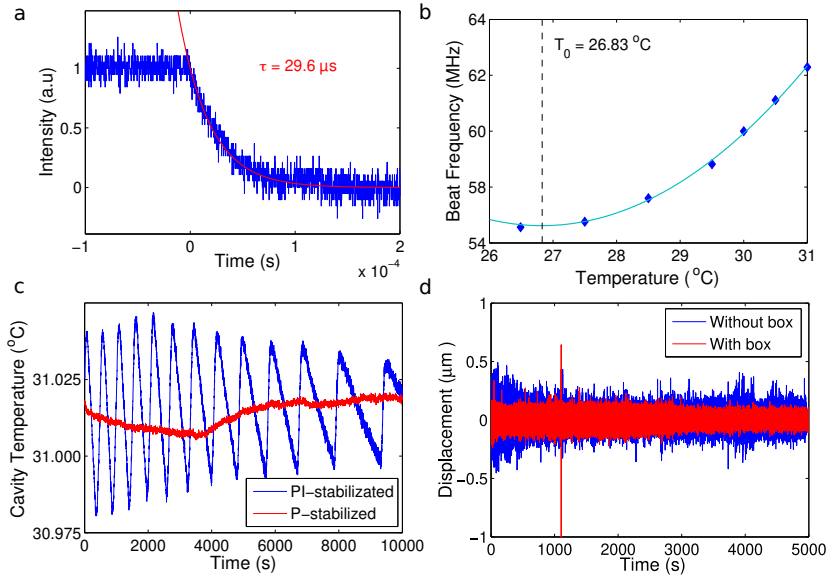 a
Intensity (a.u)
1
0.5
0
τ = 29.6 µs
-1
0
1
2
Time (s)
x 10⁻⁴
b
Beat Frequency (MHz)
64
62
60
57
54
T₀ = 26.83 °C
26
27
28
29
30
31
Temperature (°C)
c
Cavity Temperature (°C)
31.025
31.000
30.975
PI-stabilizated
P-stabilized
0
2000
4000
6000
8000
10000
Time (s)
d
Displacement (µm )
1
0.5
0
-0.5
-1
Without box
With box
0
1000
2000
3000
4000
5000
Time (s)